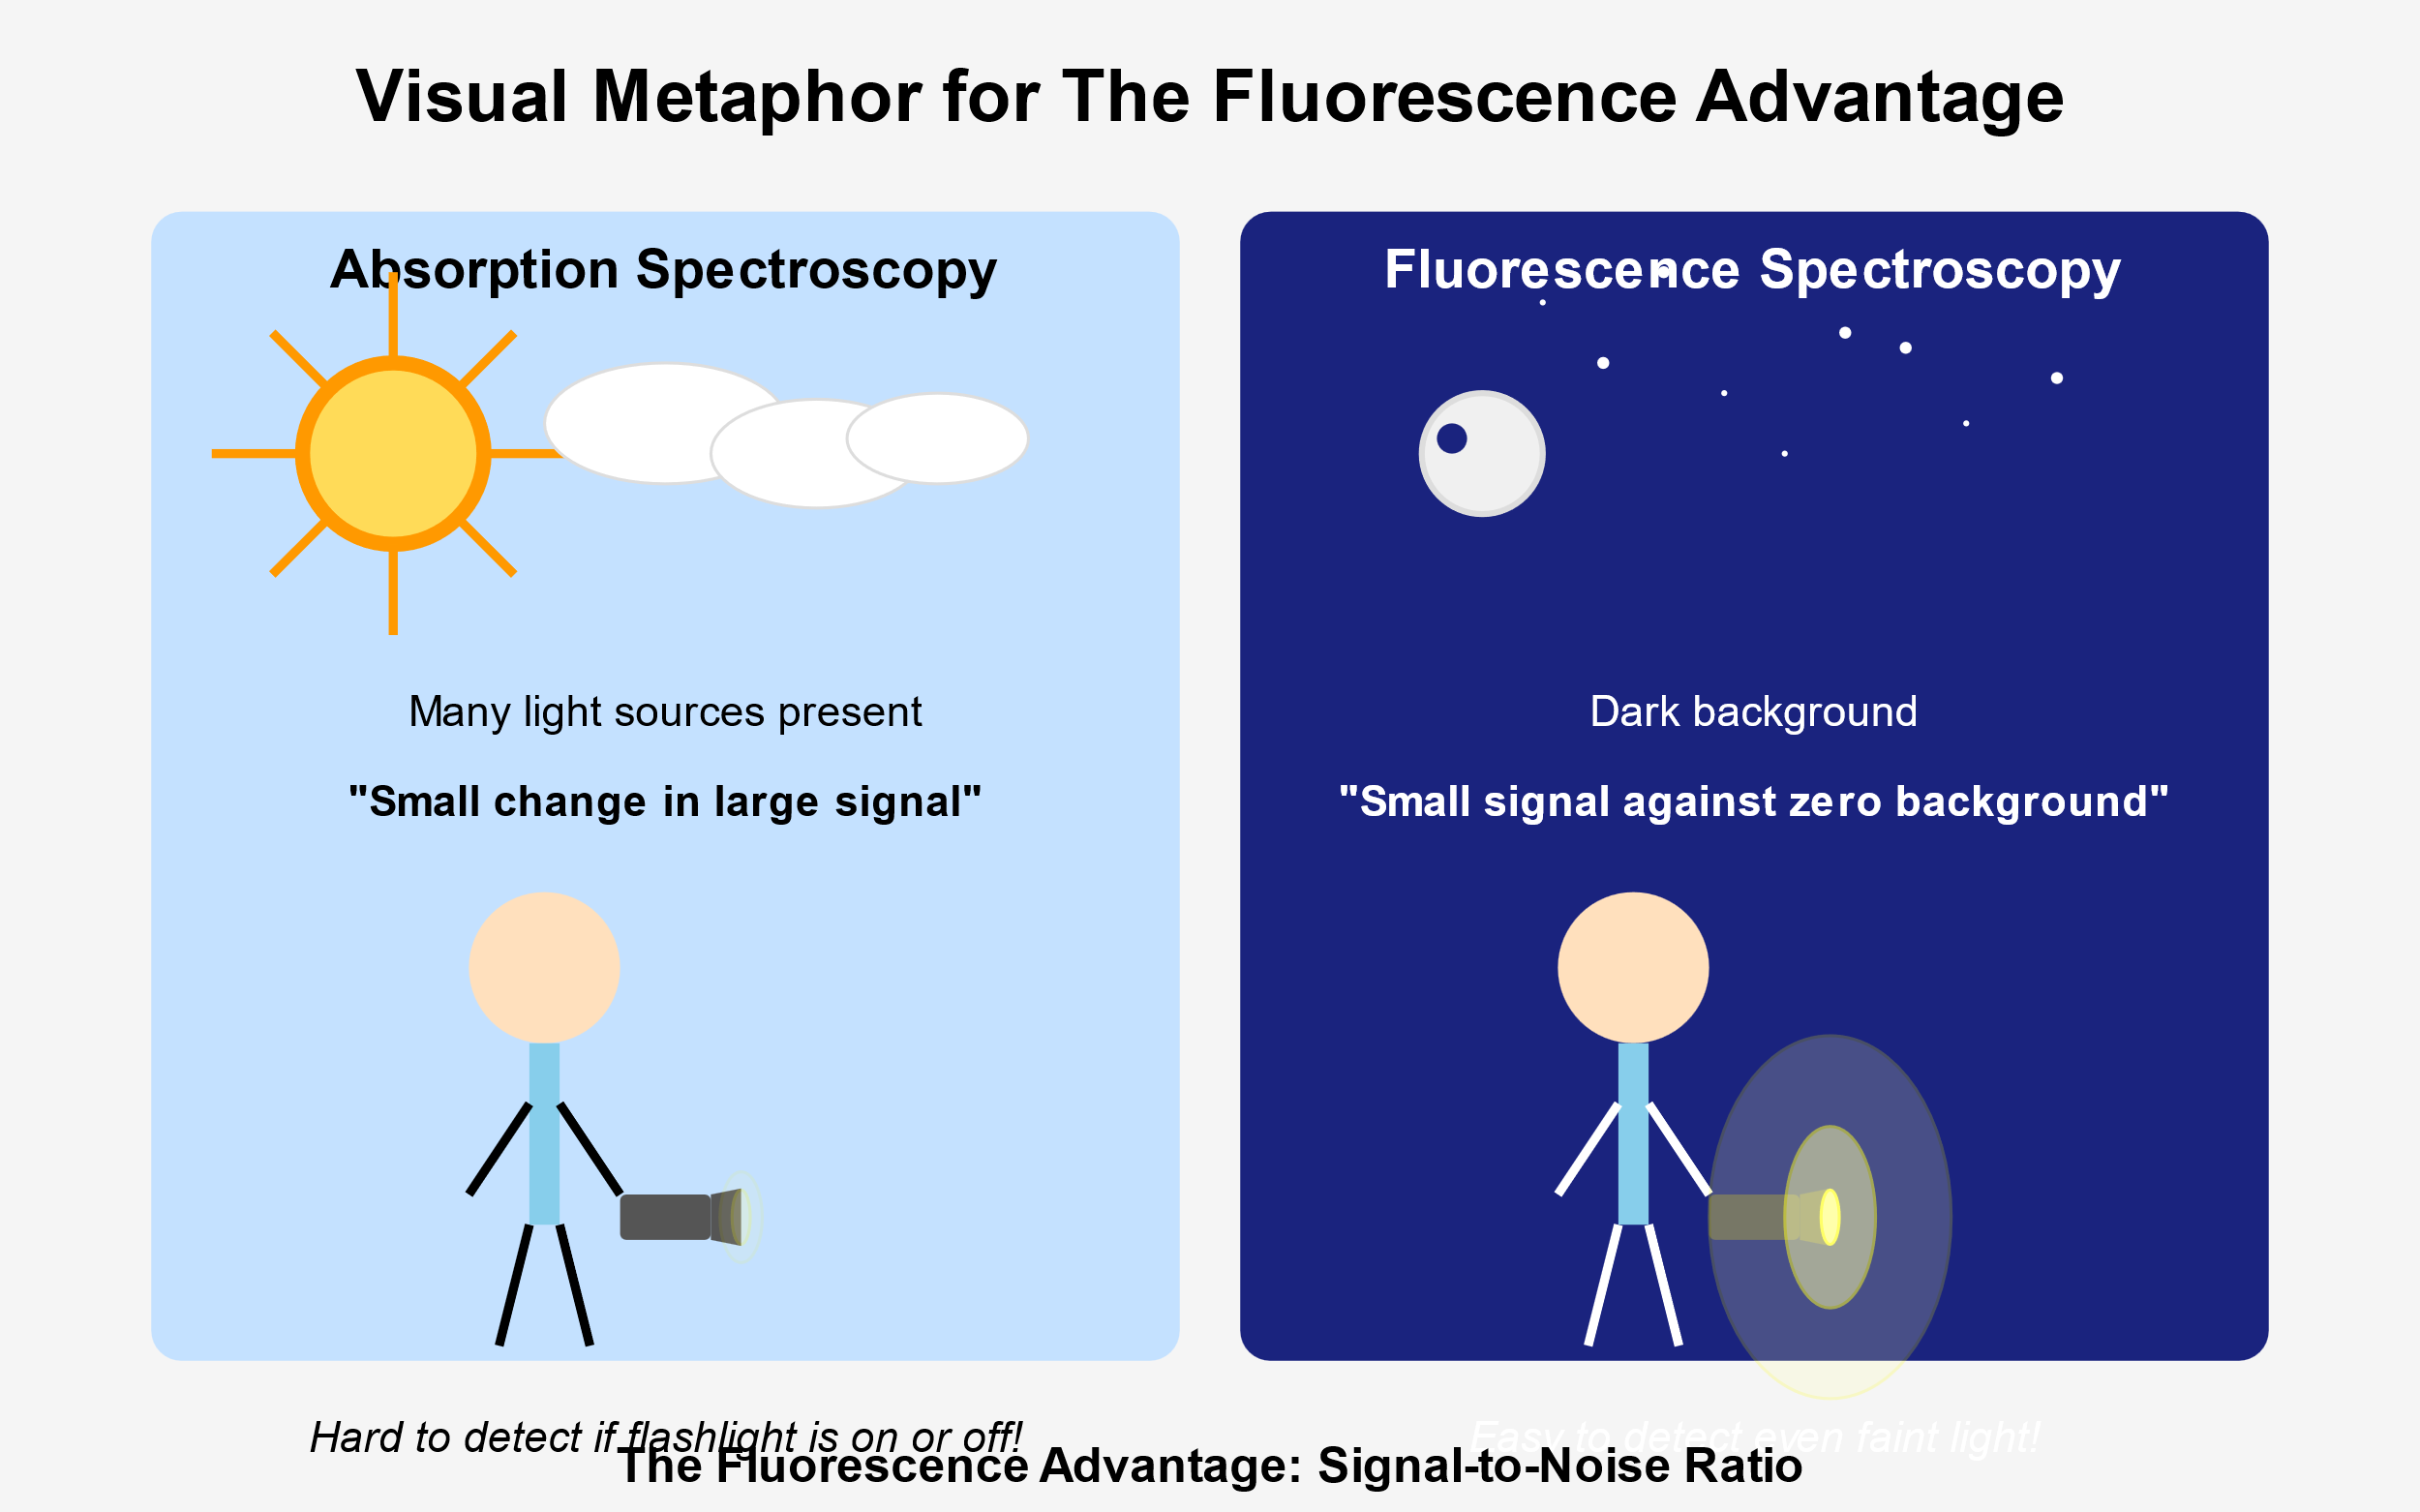 Visual Metaphor for The Fluorescence Advantage
Absorption Spectroscopy
Many light sources present
"Small change in large signal"
Fluorescence Spectroscopy
Dark background
"Small signal against zero background"
Hard to detect if flashlight is on or off!
Easy to detect even faint light!
The Fluorescence Advantage: Signal-to-Noise Ratio